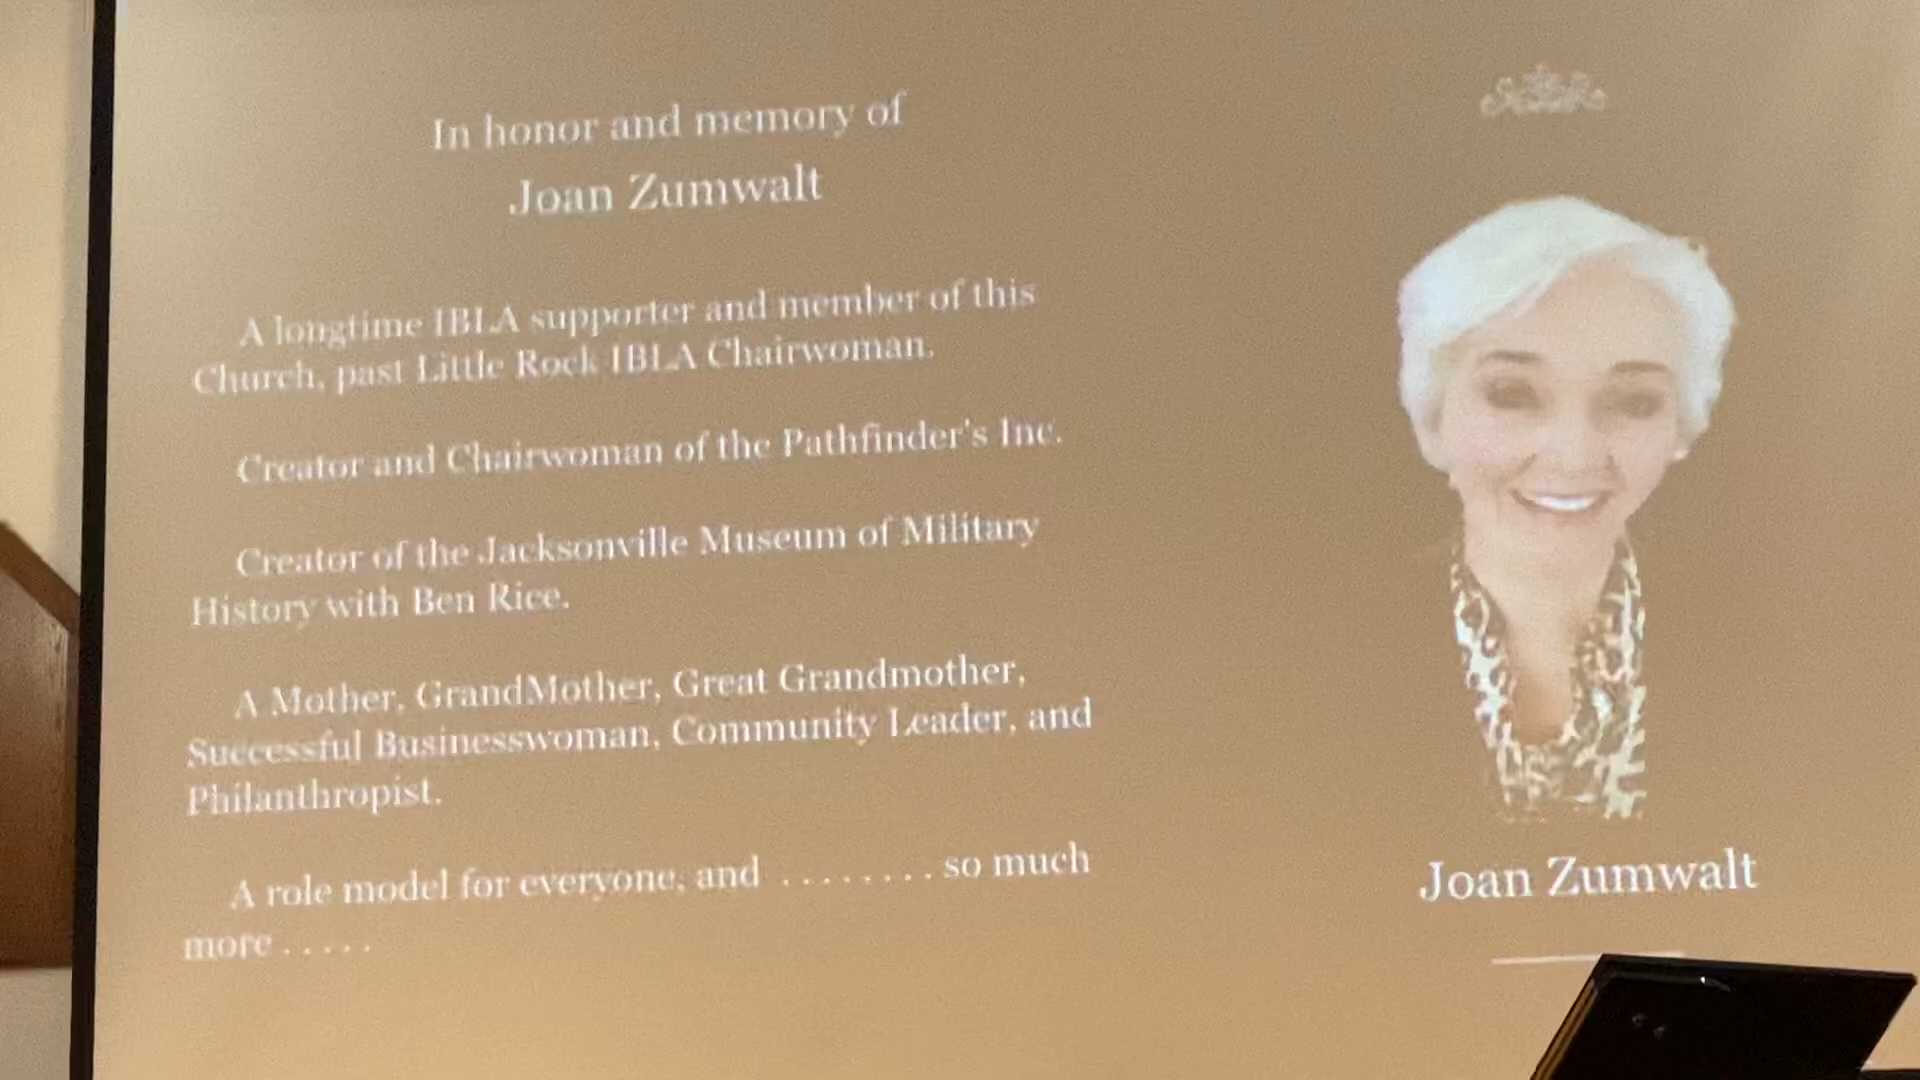 In honor and memory of
Joan Zumwalt
A longtime IBLA supporter and member of this
Church, past Little Rock IBLA Chairwoman.
Creator and Chairwoman of the Pathfinder's Inc.
Creator of the Jacksonville Museum of Military
History with Ben Rice.
A Mother, GrandMother, Great Grandmother,
Successful Businesswoman, Community Leader, and
Philanthropist.
A role model for everyone, and ........ so much
more .....
Joan Zumwalt